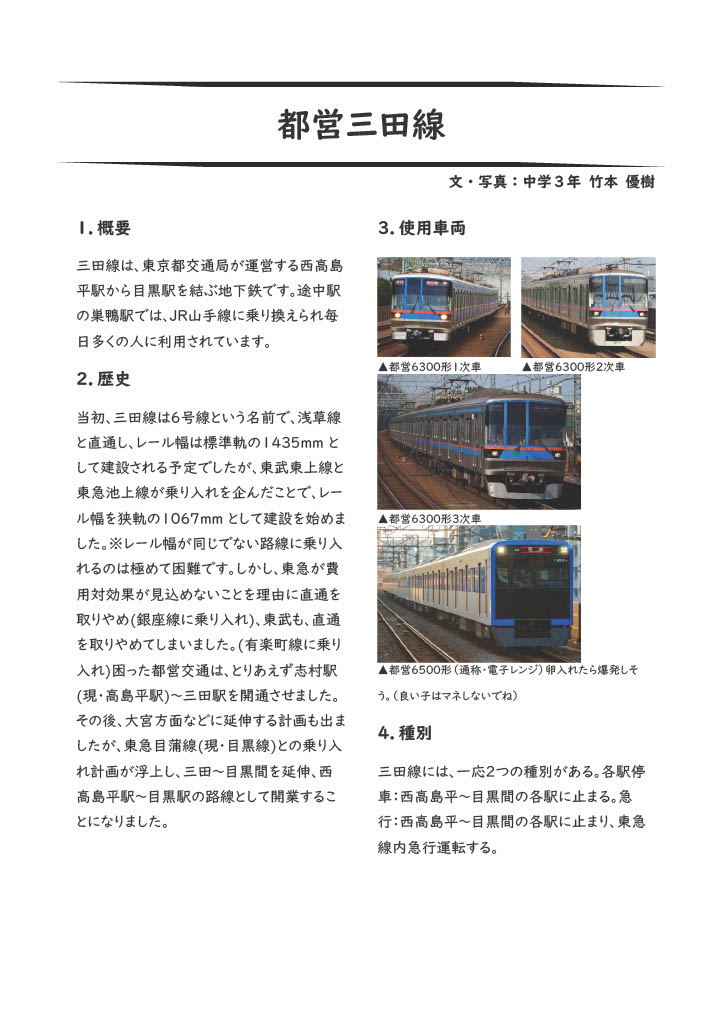 都営三田線
文・写真：中学３年 竹本 優樹
1. 概要
三田線は、東京都交通局が運営する西高島
平駅から目黒駅を結ぶ地下鉄です。途中駅
の巣鴨駅では、JR山手線に乗り換えられ毎
日多くの人に利用されています。
2. 歴史
当初、三田線は6号線という名前で、浅草線
と直通し、レール幅は標準軌の1435mm と
して建設される予定でしたが、東武東上線と
東急池上線が乗り入れを企んだことで、レー
ル幅を狭軌の1067mm として建設を始めま
した。※レール幅が同じでない路線に乗り入
れるのは極めて困難です。しかし、東急が費
用対効果が見込めないことを理由に直通を
取りやめ(銀座線に乗り入れ)、東武も、直通
を取りやめてしまいました。(有楽町線に乗り
入れ)困った都営交通は、とりあえず志村駅
(現・高島平駅)～三田駅を開通させました。
その後、大宮方面などに延伸する計画も出ま
したが、東急目蒲線(現・目黒線)との乗り入
れ計画が浮上し、三田～目黒間を延伸、西
高島平駅～目黒駅の路線として開業するこ
とになりました。
3. 使用車両
▲都営6300形1次車
▲都営6300形2次車
▲都営6300形3次車
▲都営6500形（通称・電子レンジ）卵入れたら爆発しそ
う。（良い子はマネしないでね）
4. 種別
三田線には、一応2つの種別がある。各駅停
車：西高島平～目黒間の各駅に止まる。急
行：西高島平～目黒間の各駅に止まり、東急
線内急行運転する。